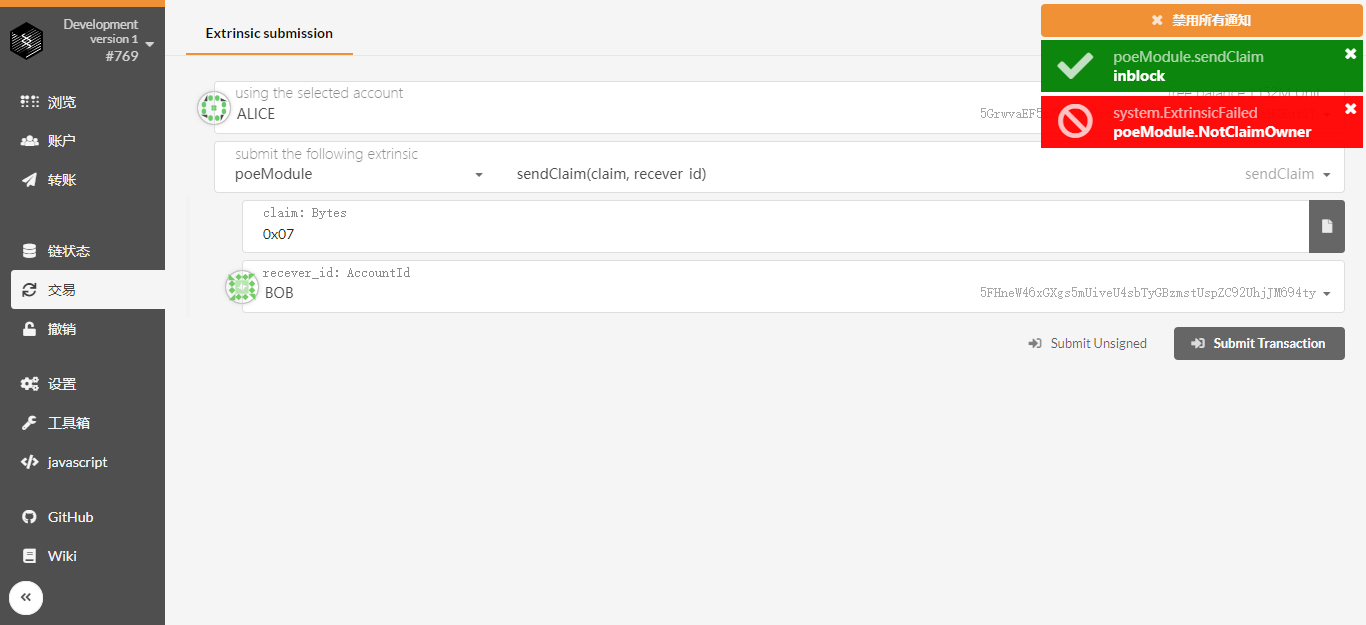 Development
version 1
#769
浏览
账户
转账
链状态
交易
撤销
设置
工具箱
javascript
GitHub
Wiki
Extrinsic submission
禁用所有通知
poeModule.sendClaim
inblock
system.ExtrinsicFailed
poeModule.NotClaimOwner
using the selected account
ALICE
submit the following extrinsic
poeModule
sendClaim(claim, recever_id)
sendClaim
claim: Bytes
0x07
recever_id: AccountId
BOB
5FHneW46xGXgs5mUiveU4sbTyGBzmstUspZC92UhjJM694ty
Submit Unsigned
Submit Transaction